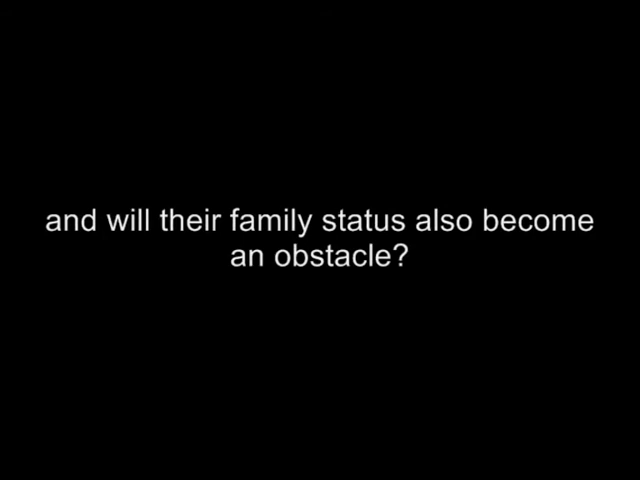 and will their family status also become
an obstacle?